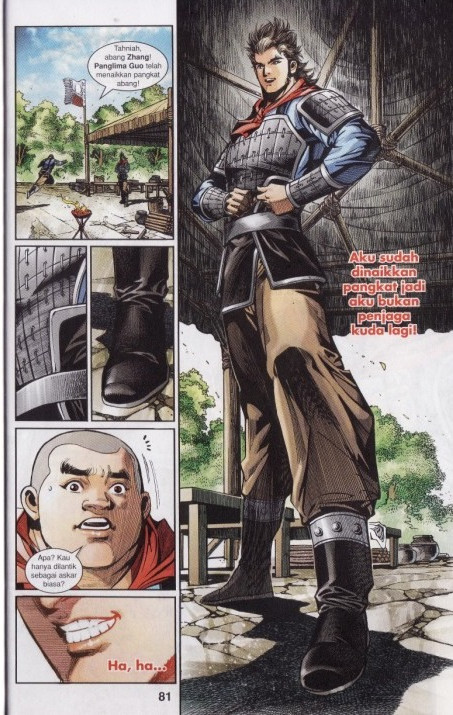 Tahniah,
abang Zhang!
Panglima Guo telah
menaikkan pangkat
abang!
Apa? Kau
hanya dilantik
sebagai askar
biasa?
Ha, ha...
Aku sudah
dinaikkan
pangkat jadi
aku bukan
penjaga
kuda lagi!
81